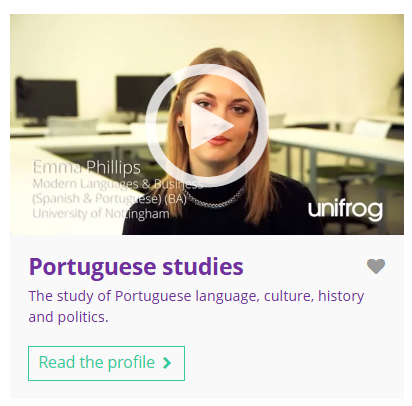 Emma Phillips
Modern Languages & Business
(Spanish & Portuguese) (BA)
University of Nottingham
unifrog
Portuguese studies
The study of Portuguese language, culture, history
and politics.
Read the profile